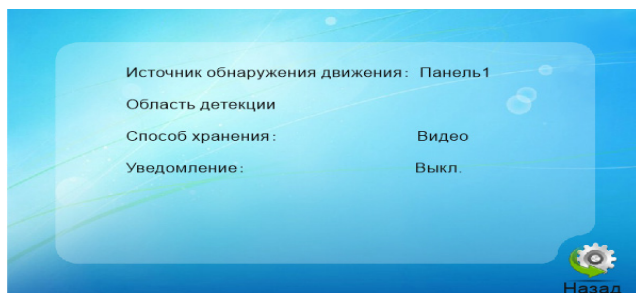 Источник обнаружения движения: Панель1
Область детекции
Способ хранения: Видео
Уведомление: Выкл.
Назад